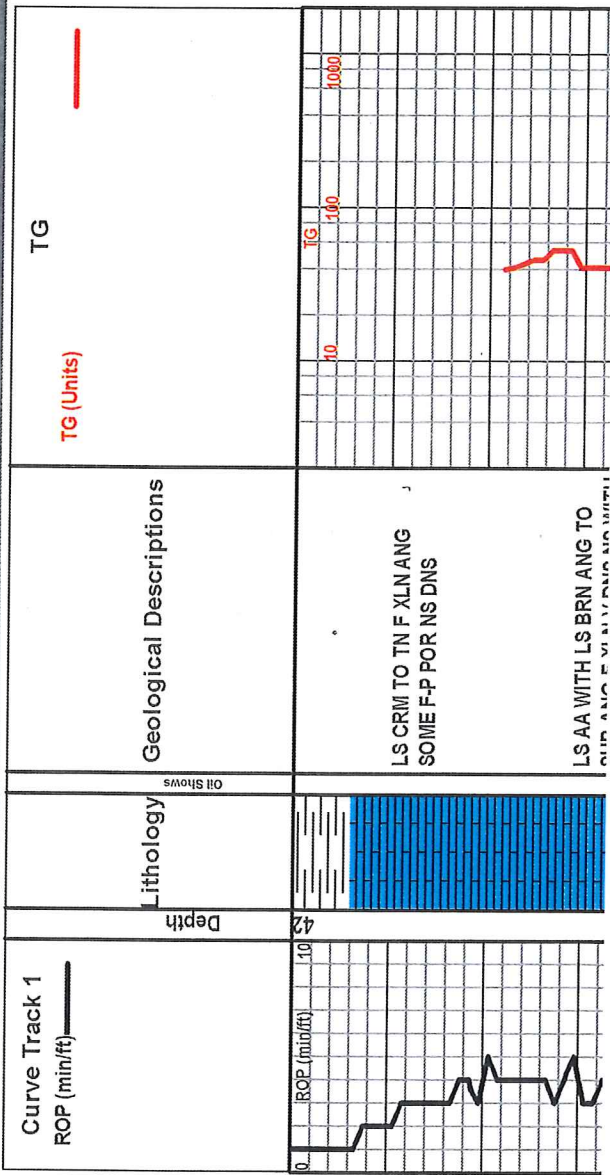 Curve Track 1
ROP (min/ft)
Depth
Lithology
Oil Shows
Geological Descriptions
TG
TG (Units)
ROP (min/ft)
0
10
42
TG
10
100
1000
LS CRM TO TN F XLN ANG
SOME F-P POR NS DNS
LS AA WITH LS BRN ANG TO